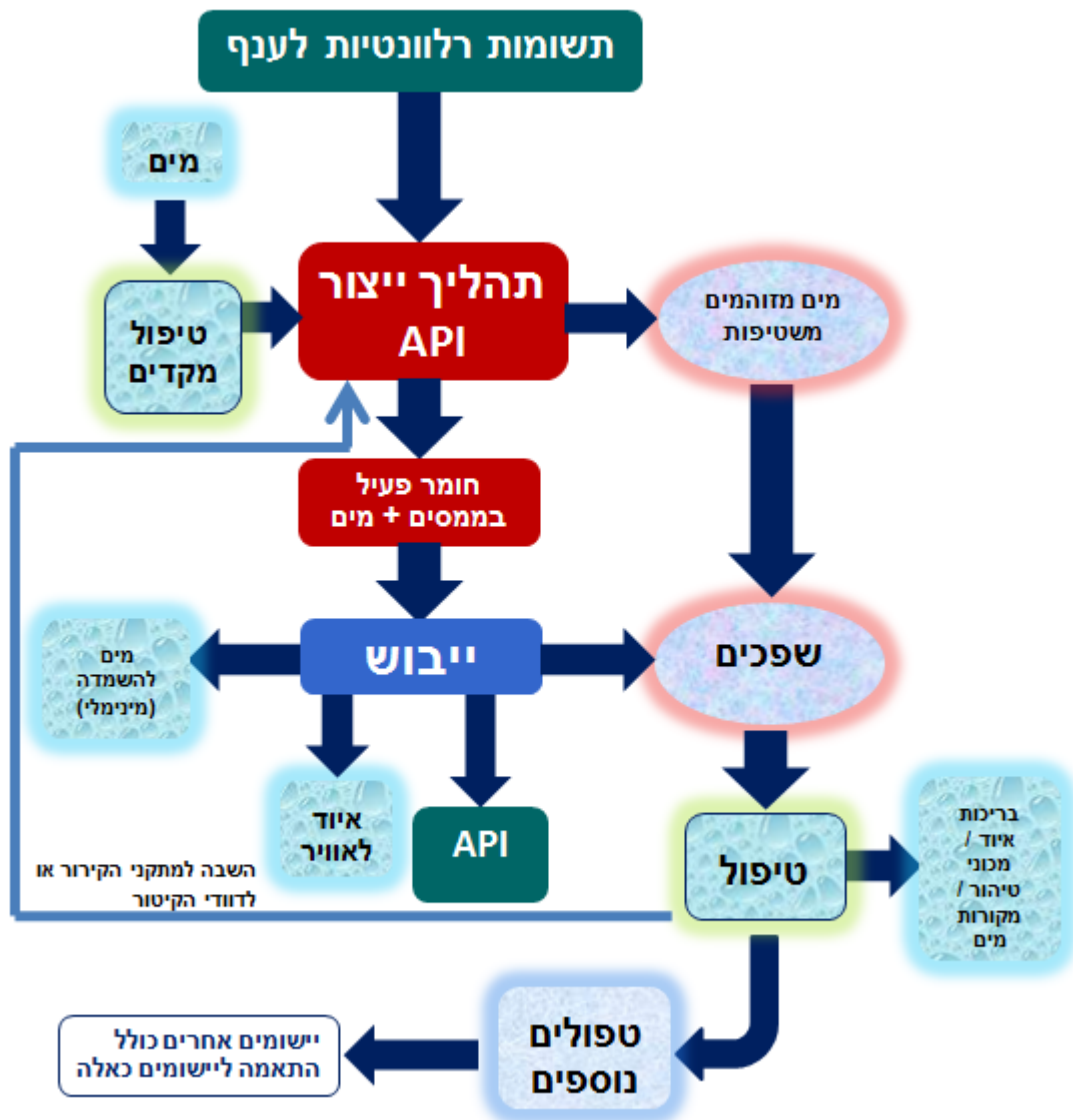 תשומות רלוונטיות לענף
מים
טיפול
מקדים
תהליך ייצור
API
מים מזוהמים
משטיפות
חומר פעיל
בממסים + מים
ייבוש
שפכים
מים
להשמדה
(מינימלי)
איוד
לאוויר
API
טיפול
בריכות
איוד /
מכוני
טיהור /
מקורות
מים
השבה למתקני הקירור או
לדוודי הקיטור
טפולים
נוספים
יישומים אחרים כולל
התאמה ליישומים כאלה